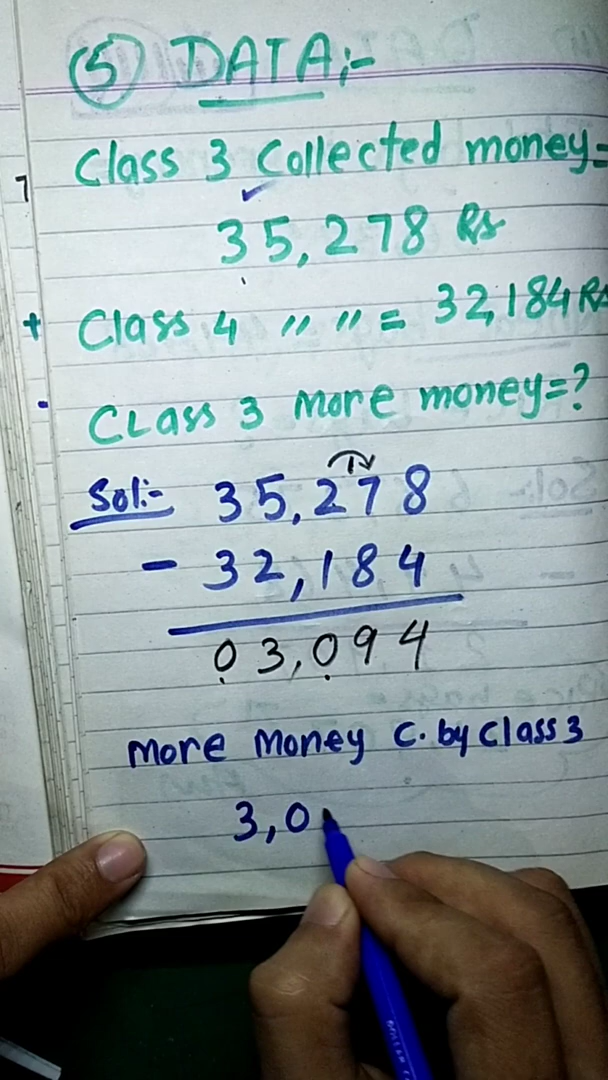 ⑤ DATA:-
Class 3 Collected money=
35,278 Rs
Class 4 〃 〃 = 32,184 Rs
Class 3 more money=?
Sol:- 35,278
- 32,184
03,094
more Money C. by Class 3
3,0